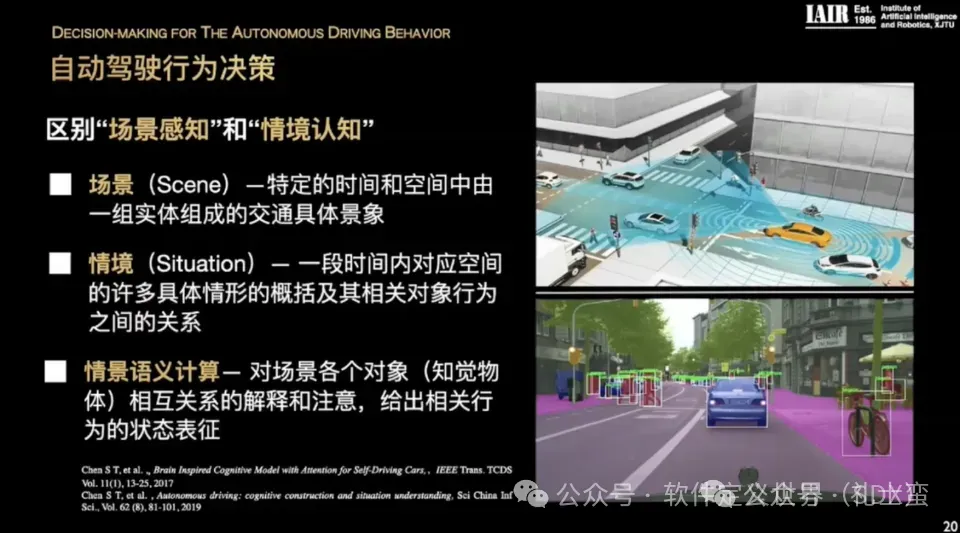 DECISION-MAKING FOR THE AUTONOMOUS DRIVING BEHAVIOR
IAIR Est. 1986
Institute of
Artificial Intelligence
and Robotics, XJTU
自动驾驶行为决策
区别“场景感知”和“情境认知”
场景（Scene）—特定的时间和空间中由
一组实体组成的交通具体景象
情境（Situation）— 一段时间内对应空间
的许多具体情形的概括及其相关对象行为
之间的关系
情景语义计算— 对场景各个对象（知觉物
体）相互关系的解释和注意，给出相关行
为的状态表征
Chen S T, et al. ., Brain Inspired Cognitive Model with Attention for Self-Driving Cars, . IEEE Trans. TCDS
Vol. 11(1), 13-25, 2017
Chen S T, et al. , Autonomous driving: cognitive construction and situation understanding, Sci China Inf
Sci., Vol. 62 (8), 81-101, 2019
公众号 · 软件定义世界（SDX）
公众号 ·
20